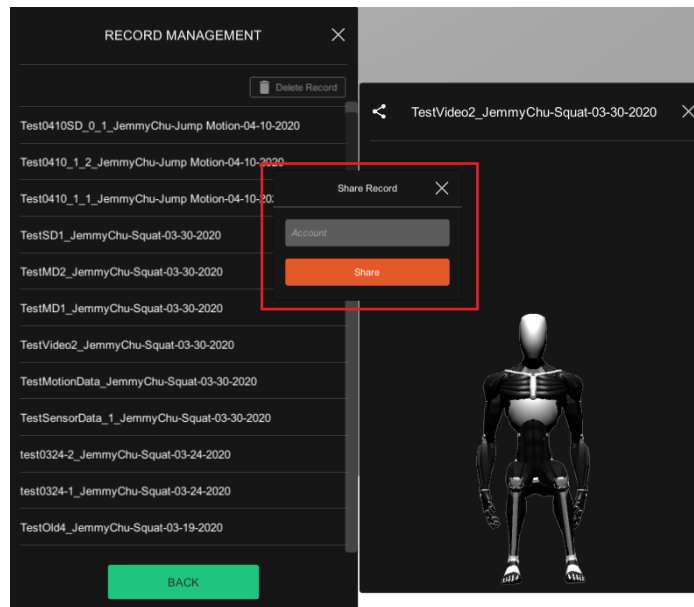 RECORD MANAGEMENT
Delete Record
Test0410SD_0_1_JemmyChu-Jump Motion-04-10-2020
Test0410_1_2_JemmyChu-Jump Motion-04-10-2020
Test0410_1_1_JemmyChu-Jump Motion-04-10-202
TestSD1_JemmyChu-Squat-03-30-2020
TestMD2_JemmyChu-Squat-03-30-2020
TestMD1_JemmyChu-Squat-03-30-2020
TestVideo2_JemmyChu-Squat-03-30-2020
TestMotionData_JemmyChu-Squat-03-30-2020
TestSensorData_1_JemmyChu-Squat-03-30-2020
test0324-2_JemmyChu-Squat-03-24-2020
test0324-1_JemmyChu-Squat-03-24-2020
TestOld4_JemmyChu-Squat-03-19-2020
BACK
Share Record
Account
Share
TestVideo2_JemmyChu-Squat-03-30-2020